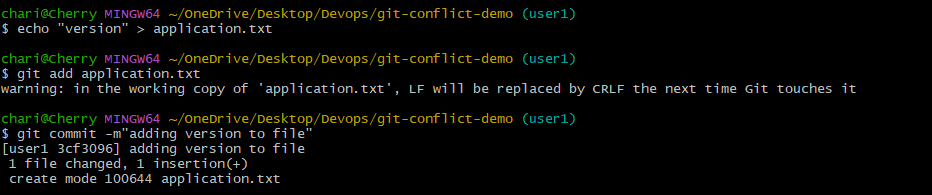 chari@Cherry MINGW64 ~/OneDrive/Desktop/Devops/git-conflict-demo (user1)
$ echo "version" > application.txt
chari@Cherry MINGW64 ~/OneDrive/Desktop/Devops/git-conflict-demo (user1)
$ git add application.txt
warning: in the working copy of 'application.txt', LF will be replaced by CRLF the next time Git touches it
chari@Cherry MINGW64 ~/OneDrive/Desktop/Devops/git-conflict-demo (user1)
$ git commit -m"adding version to file"
[user1 3cf3096] adding version to file
 1 file changed, 1 insertion(+)
 create mode 100644 application.txt